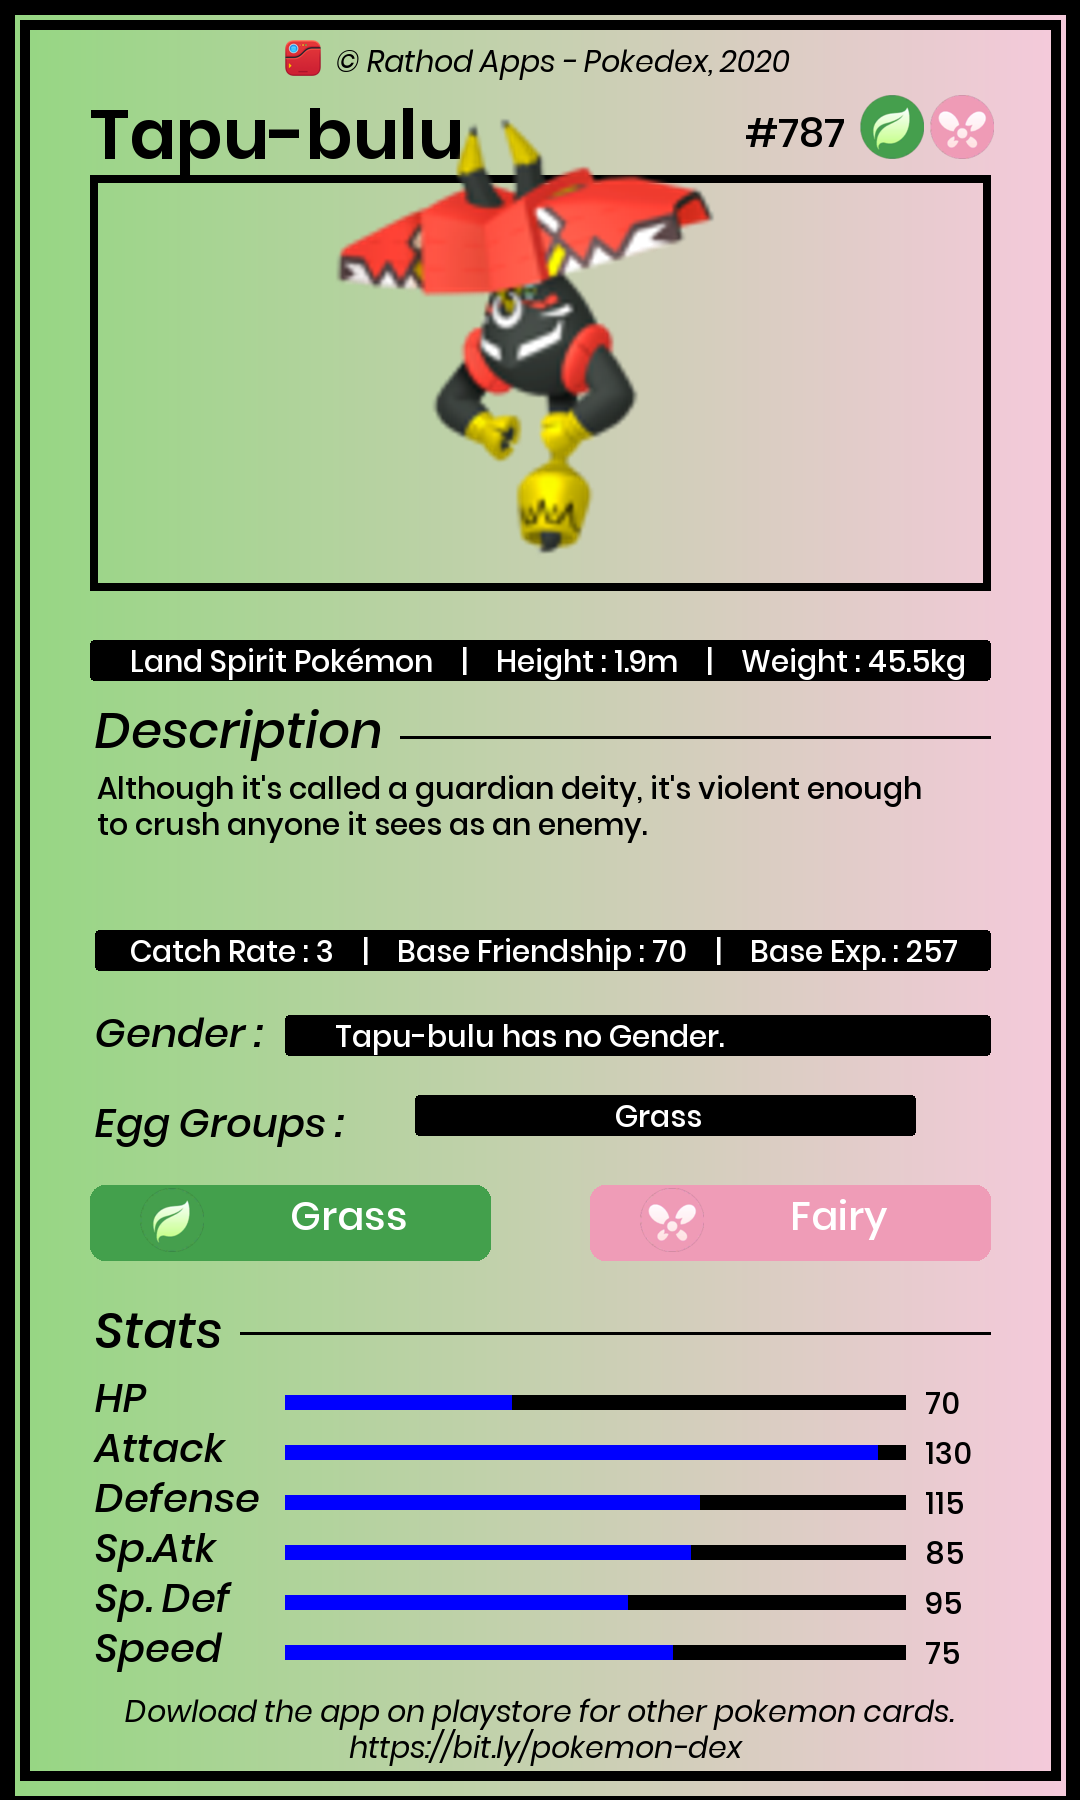 © Rathod Apps - Pokedex, 2020
Tapu-bulu #787
Land Spirit Pokémon | Height : 1.9m | Weight : 45.5kg
Description
Although it's called a guardian deity, it's violent enough
to crush anyone it sees as an enemy.
Catch Rate : 3 | Base Friendship : 70 | Base Exp. : 257
Gender : Tapu-bulu has no Gender.
Egg Groups : Grass
Grass Fairy
Stats
HP 70
Attack 130
Defense 115
Sp.Atk 85
Sp. Def 95
Speed 75
Dowload the app on playstore for other pokemon cards.
https://bit.ly/pokemon-dex